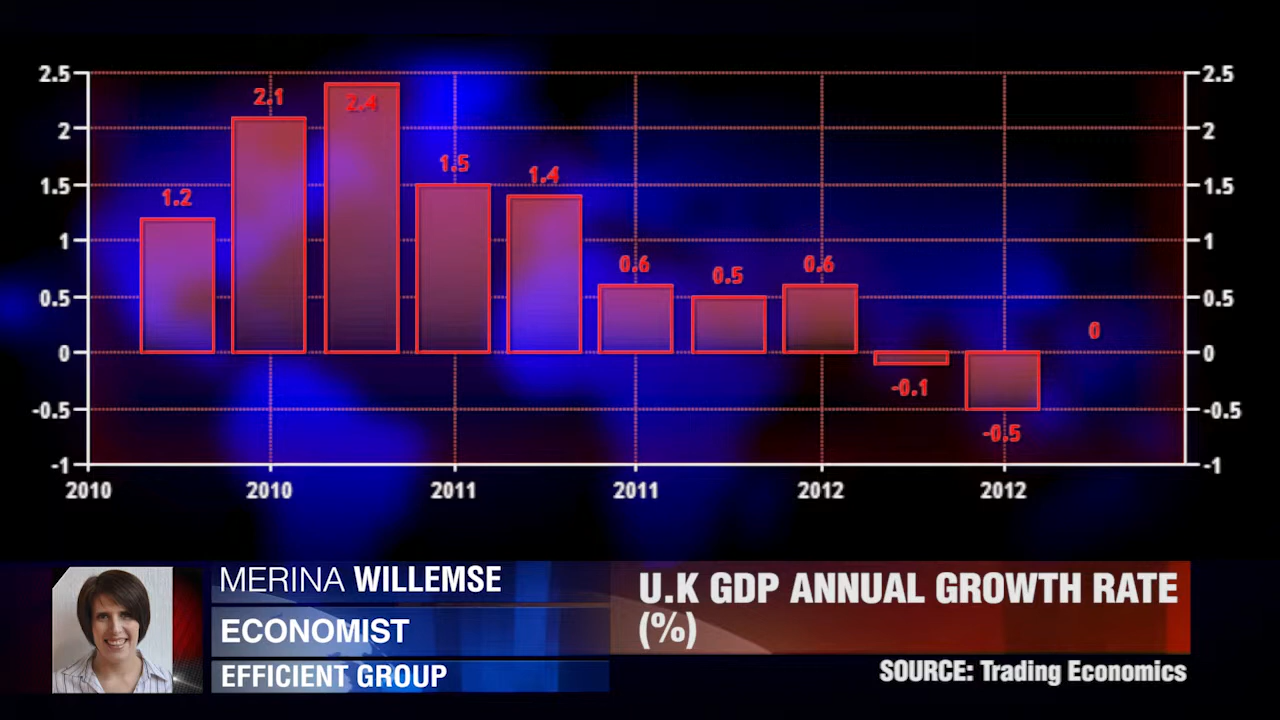 2.5 2.5
2.1
2.4
2 2
1.5
1.5 1.4 1.5
1.2
1 1
0.6 0.5 0.6
0.5 0.5
0
0 0
-0.1
-0.5 -0.5
-0.5
-1 -1
2010 2010 2011 2011 2012 2012
MERINA WILLEMSE
ECONOMIST
EFFICIENT GROUP
U.K GDP ANNUAL GROWTH RATE
(%)
SOURCE: Trading Economics